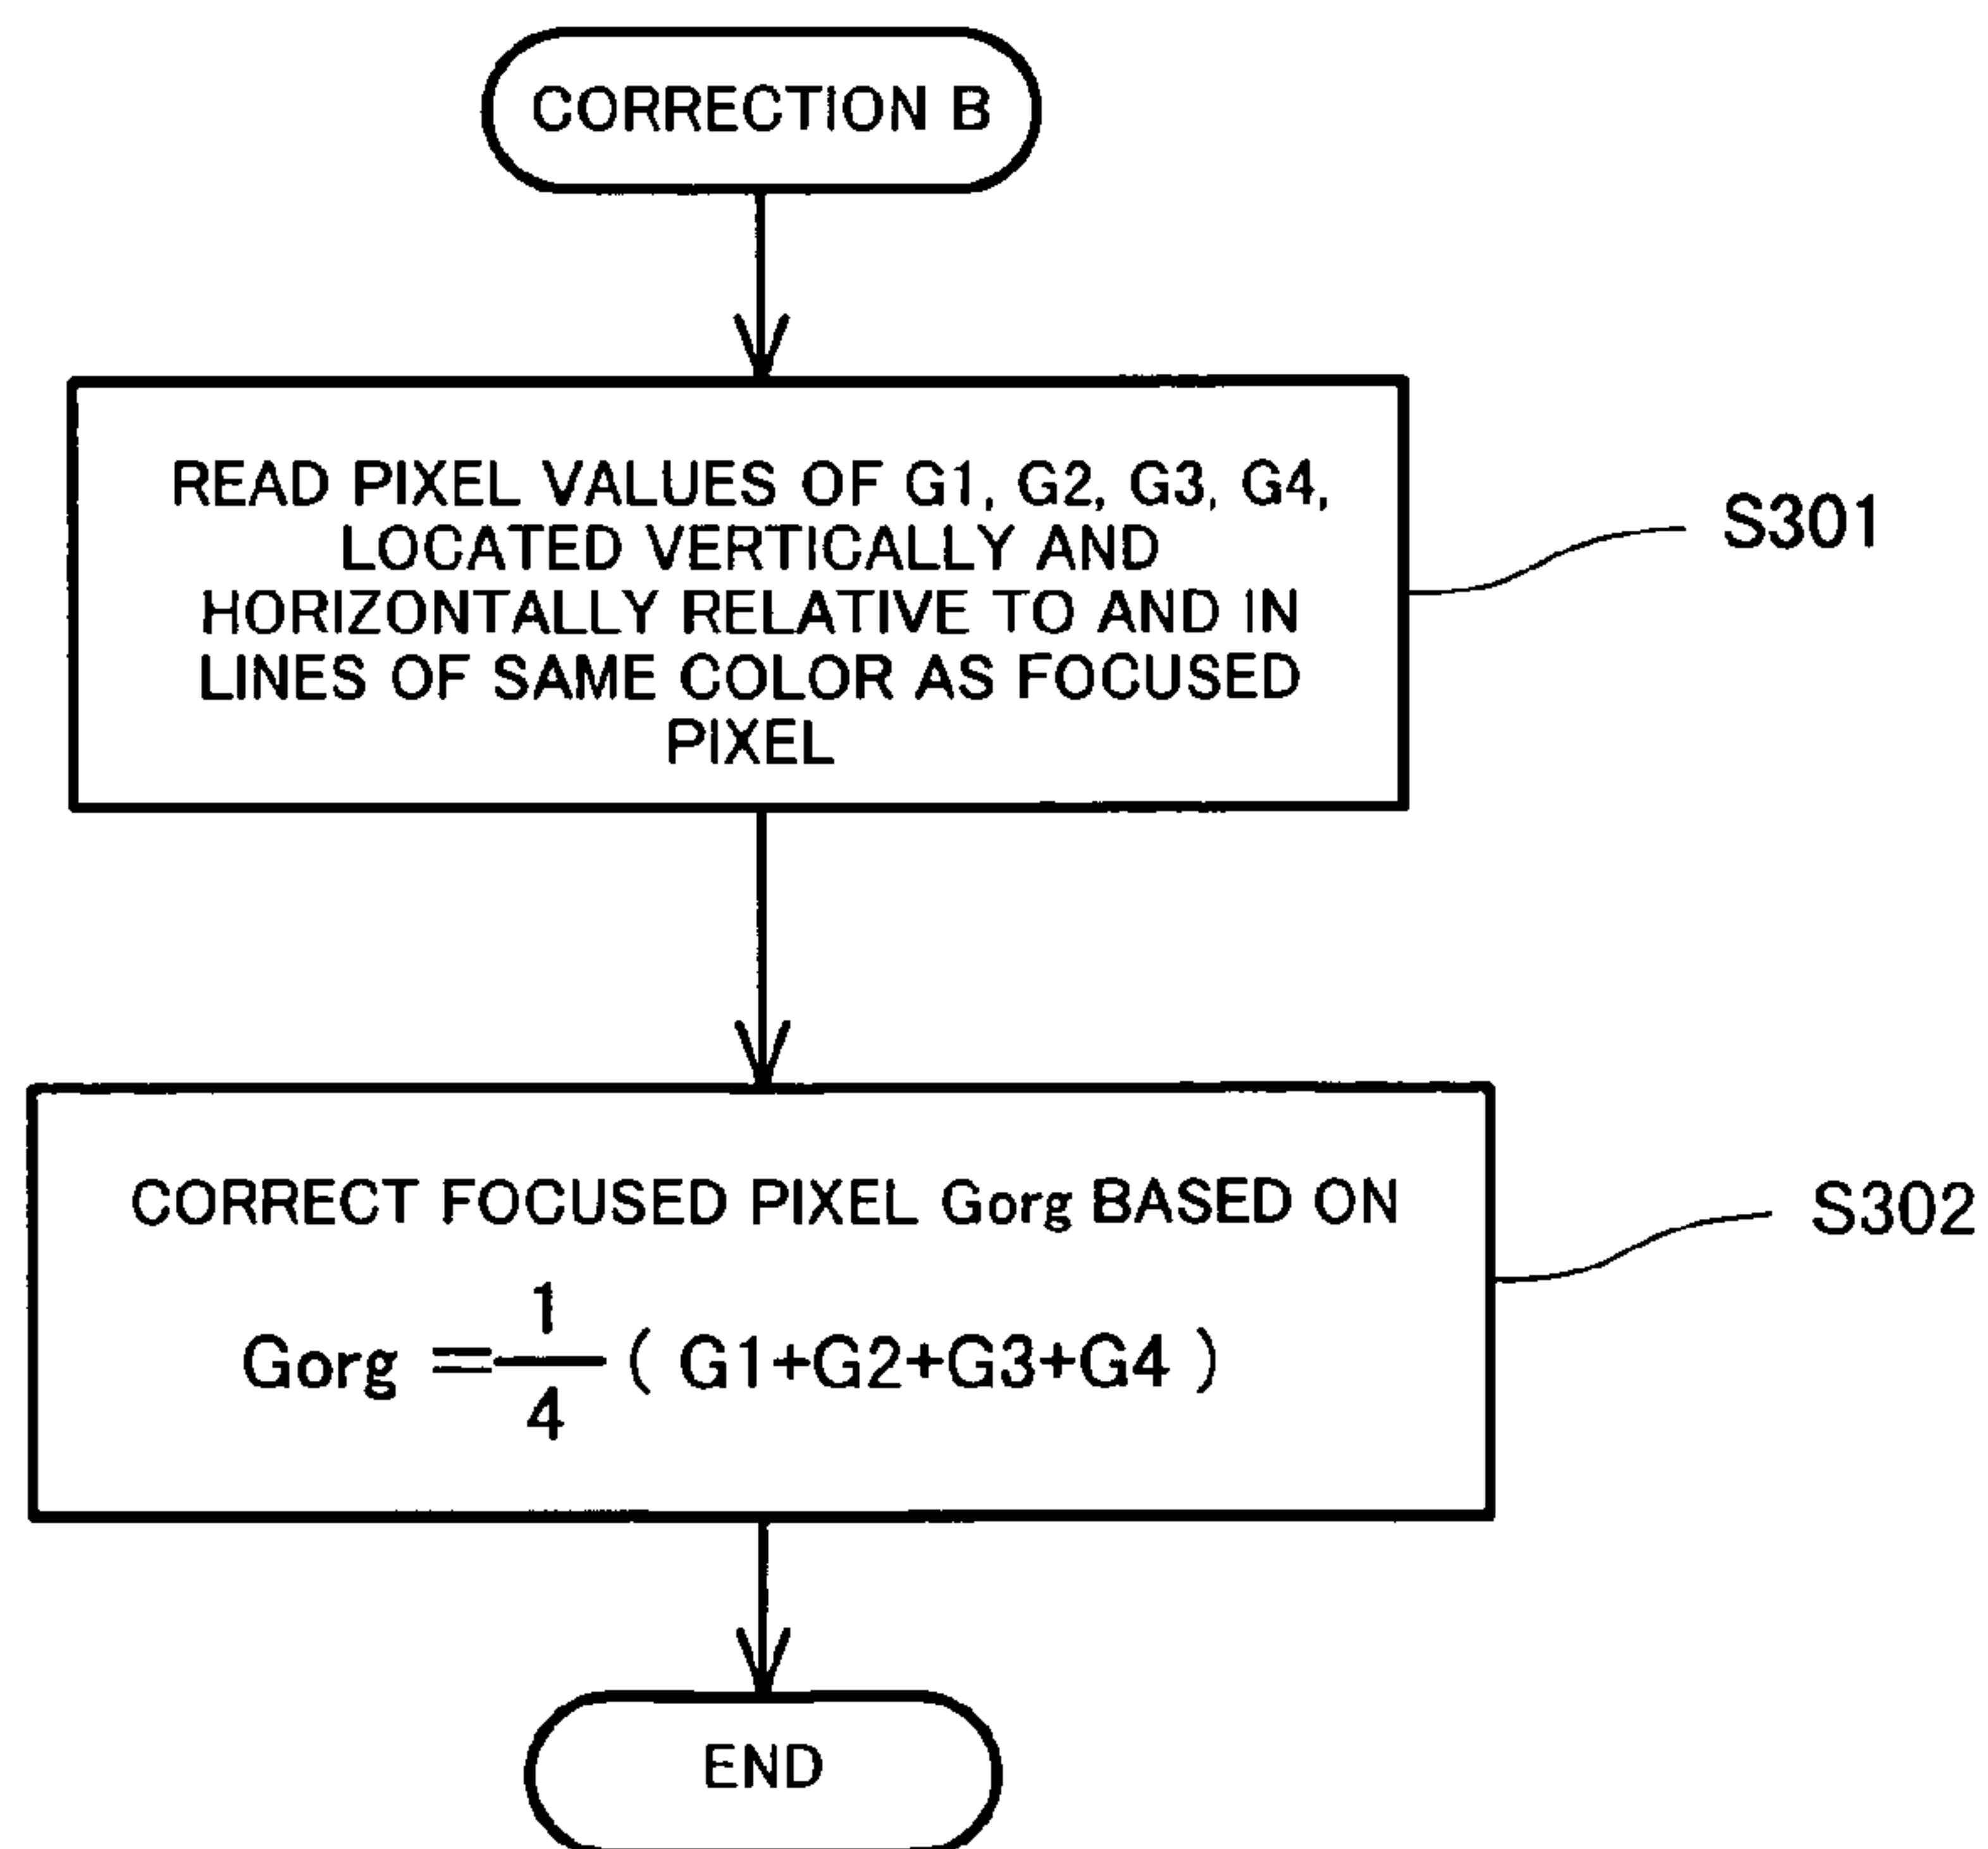 CORRECTION B
READ PIXEL VALUES OF G1, G2, G3, G4,
LOCATED VERTICALLY AND
HORIZONTALLY RELATIVE TO AND IN
LINES OF SAME COLOR AS FOCUSED
PIXEL
S301
CORRECT FOCUSED PIXEL Gorg BASED ON
Gorg = 1/4 ( G1+G2+G3+G4 )
S302
END